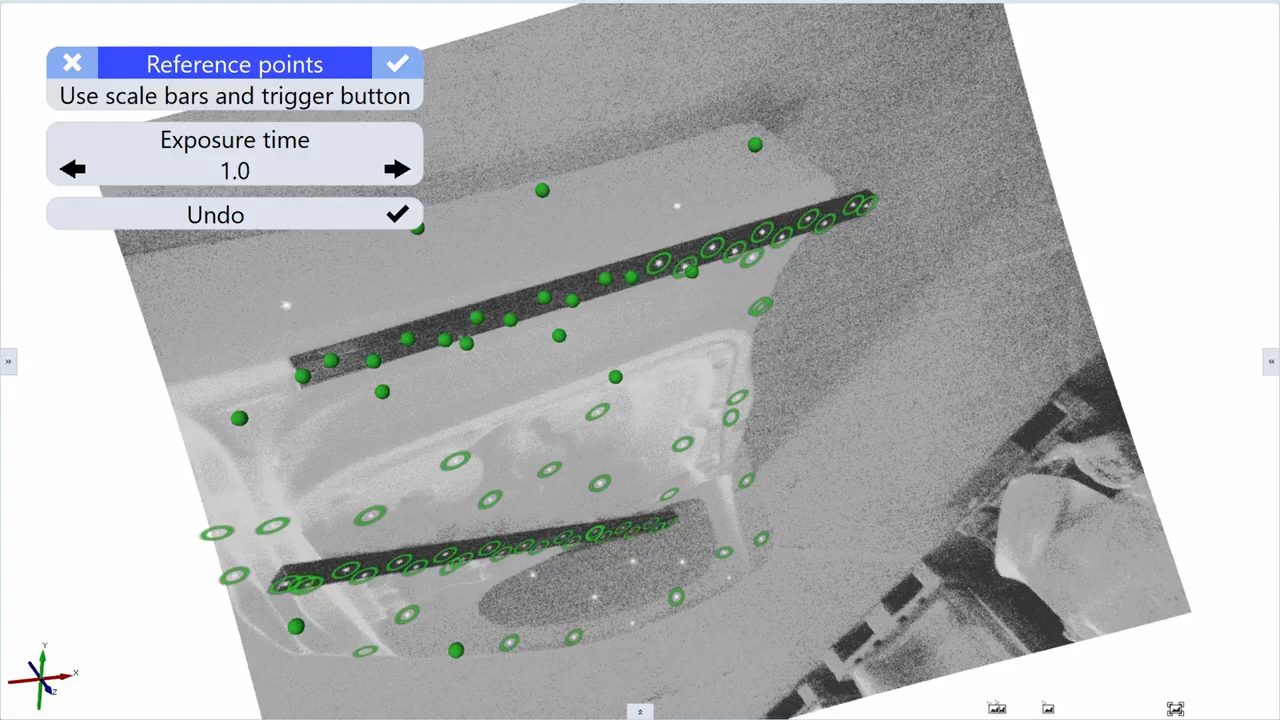 Reference points
Use scale bars and trigger button
Exposure time
1.0
Undo
»
«
Y
X
Z